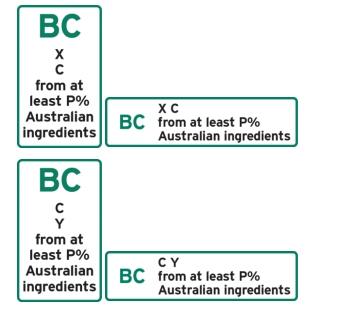 BC
X
C
from at
least P%
Australian
ingredients
BC
X C
from at least P%
Australian ingredients
BC
C
Y
from at
least P%
Australian
ingredients
BC
C Y
from at least P%
Australian ingredients